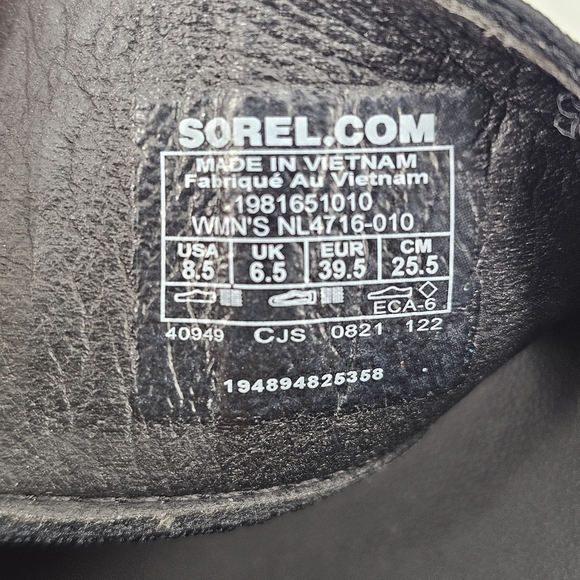 SOREL.COM
MADE IN VIETNAM
Fabriqué Au Vietnam
1981651010
WMN'S NL4716-010
USA UK EUR CM
8.5 6.5 39.5 25.5
ECA-6
40949 CJS 0821 122
194894825358